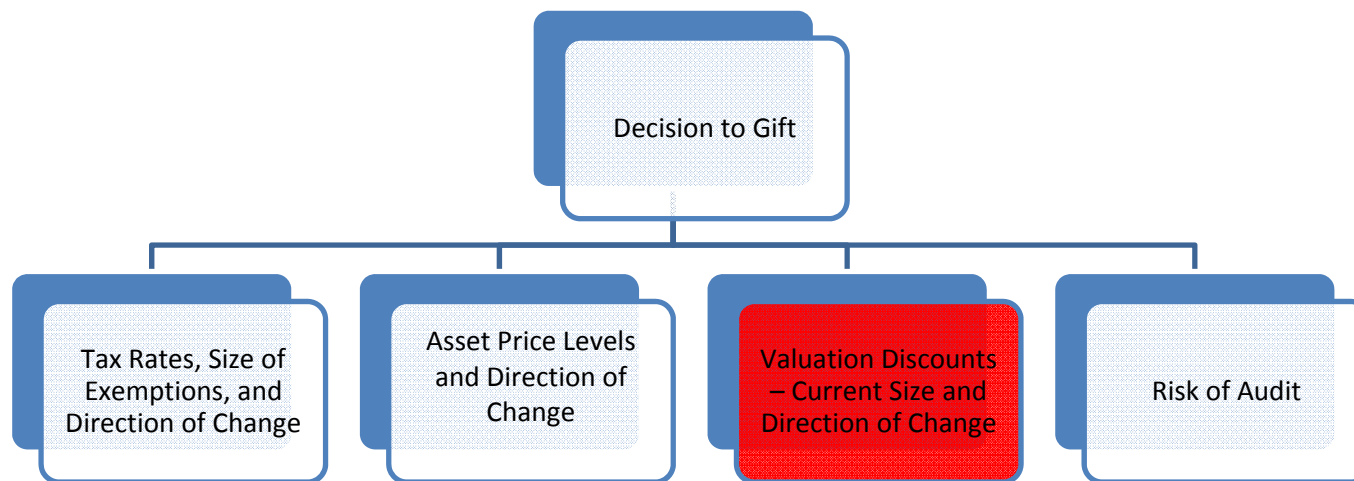 Decision to Gift
Tax Rates, Size of
Exemptions, and
Direction of Change
Asset Price Levels
and Direction of
Change
Valuation Discounts
– Current Size and
Direction of Change
Risk of Audit